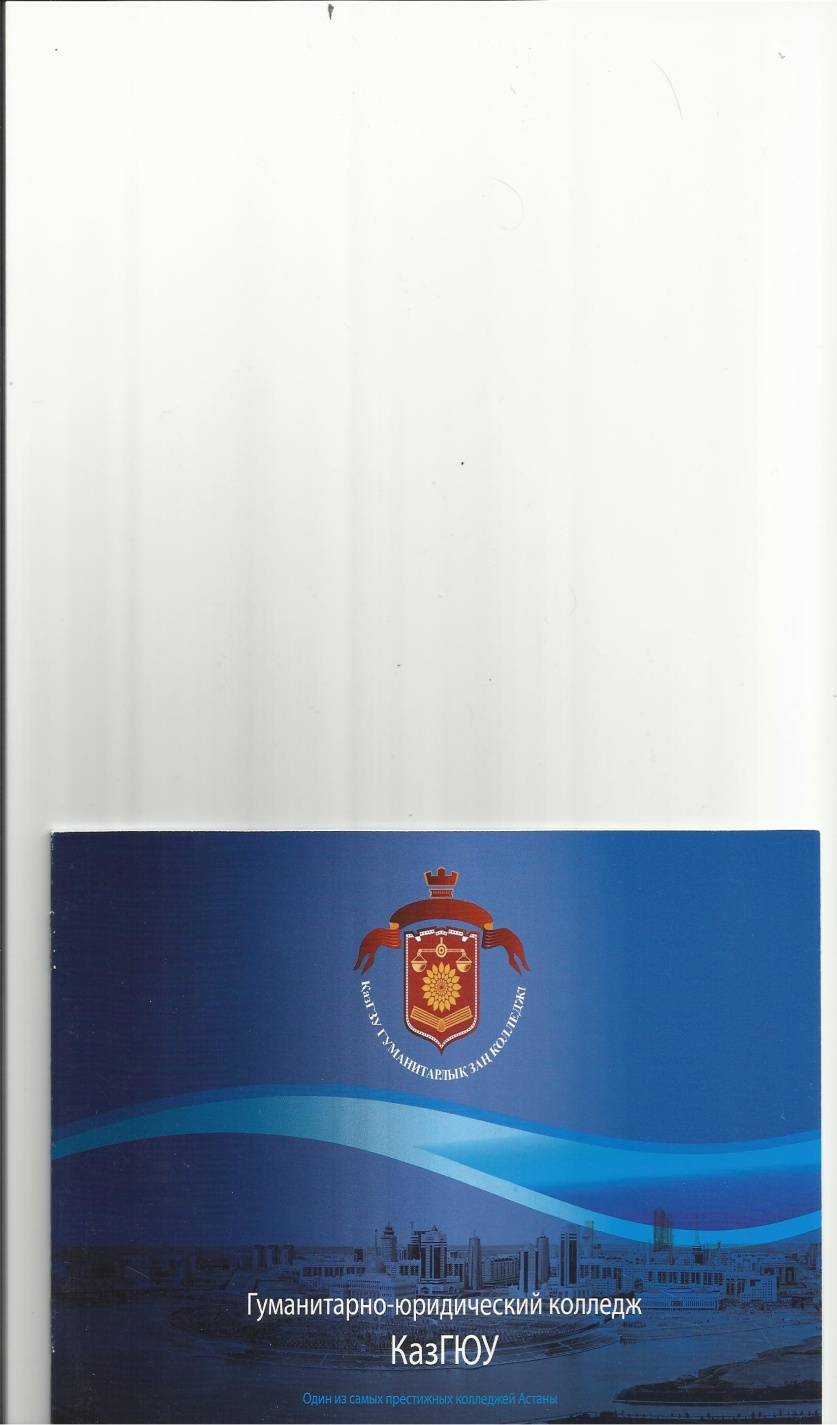 ҚазГЗУ ГУМАНИТАРЛЫҚ ЗАҢ КОЛЛЕДЖІ
Гуманитарно-юридический колледж
КазГЮУ
Один из самых престижных колледжей Астаны